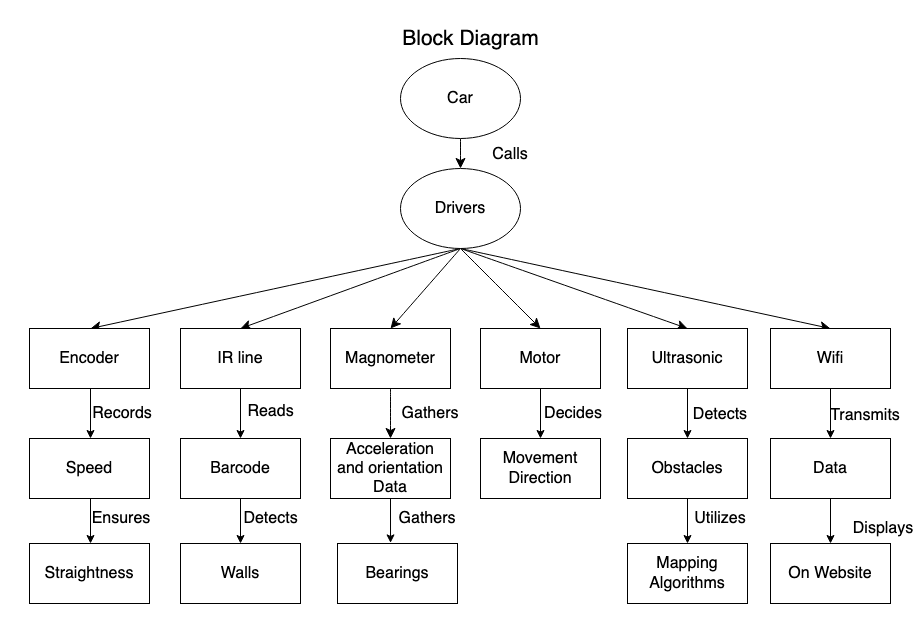 Block Diagram
Car
Calls
Drivers
Encoder
IR line
Magnometer
Motor
Ultrasonic
Wifi
Records
Reads
Gathers
Decides
Detects
Transmits
Speed
Barcode
Acceleration
and orientation
Data
Movement
Direction
Obstacles
Data
Ensures
Detects
Gathers
Utilizes
Displays
Straightness
Walls
Bearings
Mapping
Algorithms
On Website